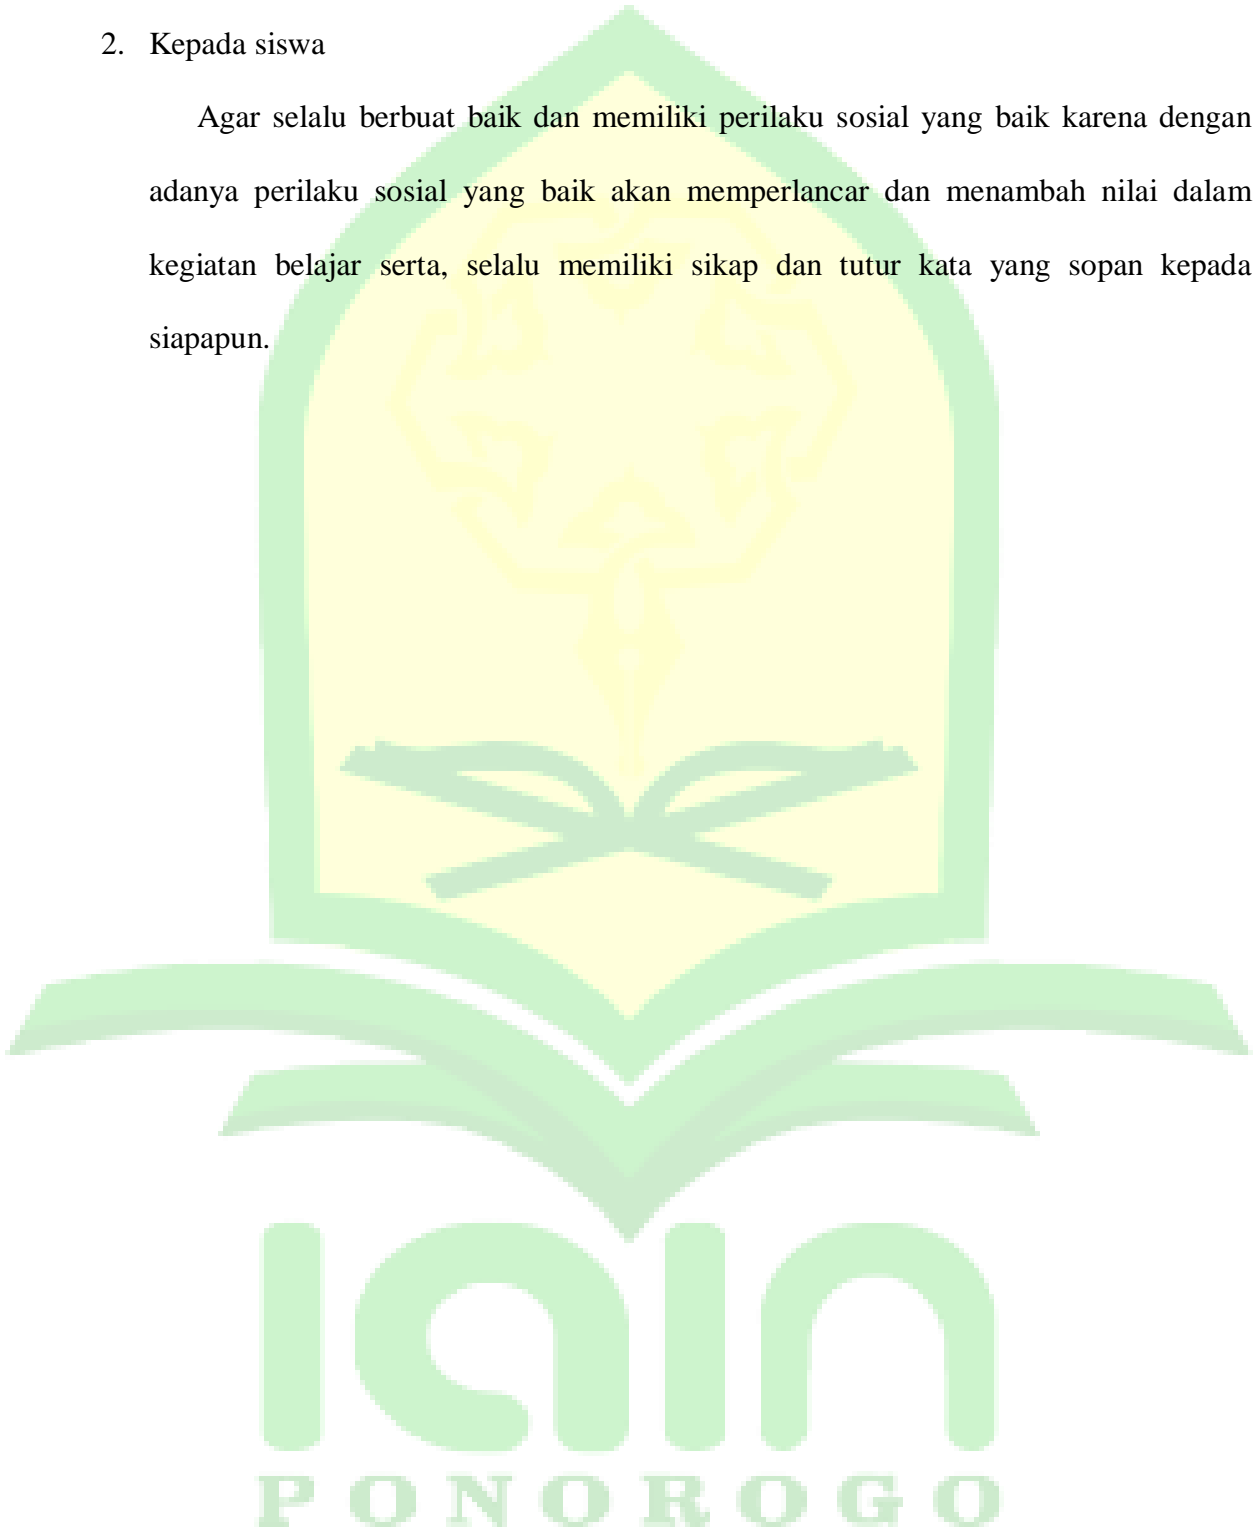 2. Kepada siswa
Agar selalu berbuat baik dan memiliki perilaku sosial yang baik karena dengan
adanya perilaku sosial yang baik akan memperlancar dan menambah nilai dalam
kegiatan belajar serta, selalu memiliki sikap dan tutur kata yang sopan kepada
siapapun.
iain
PONOROGO